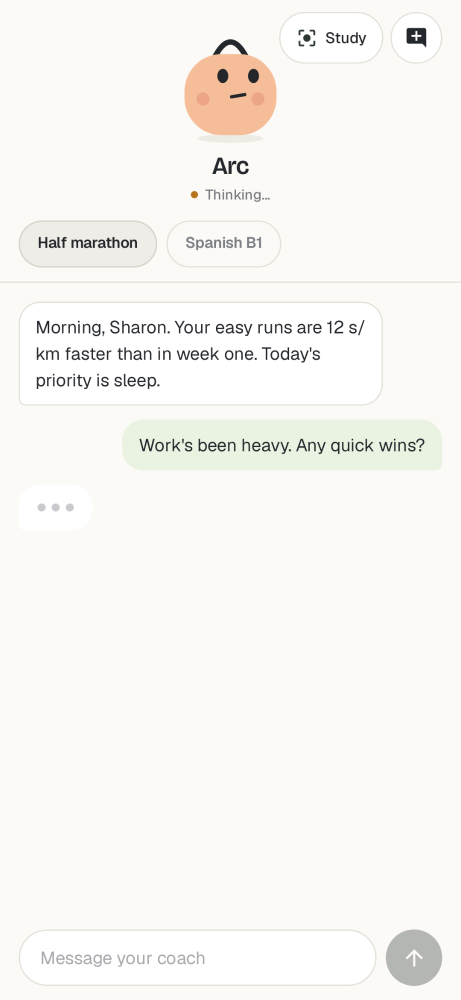 Study
Arc
Thinking...
Half marathon
Spanish B1
Morning, Sharon. Your easy runs are 12 s/
km faster than in week one. Today's
priority is sleep.
Work's been heavy. Any quick wins?
Message your coach